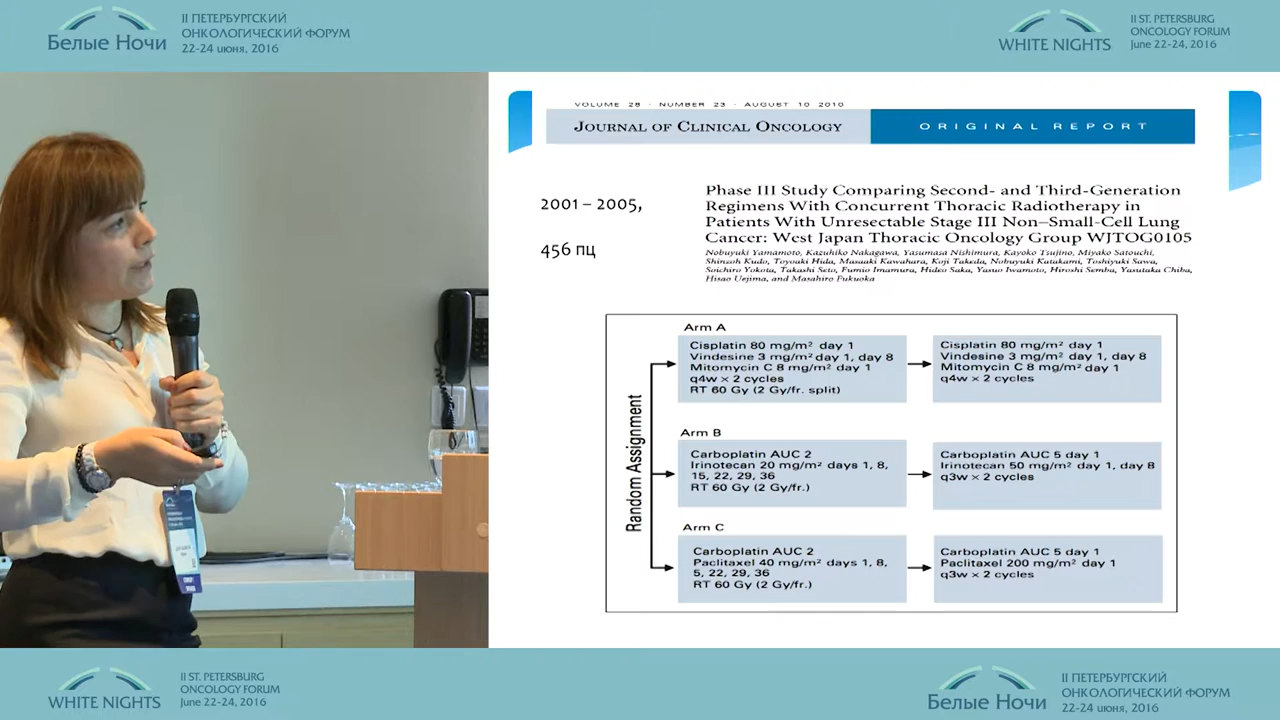 Белые Ночи
II ПЕТЕРБУРГСКИЙ
ОНКОЛОГИЧЕСКИЙ ФОРУМ
22-24 июня, 2016
WHITE NIGHTS
II ST. PETERSBURG
ONCOLOGY FORUM
June 22-24, 2016
VOLUME 28 · NUMBER 23 · AUGUST 10 2010
JOURNAL OF CLINICAL ONCOLOGY
ORIGINAL REPORT
2001 – 2005,
456 пц
Phase III Study Comparing Second- and Third-Generation
Regimens With Concurrent Thoracic Radiotherapy in
Patients With Unresectable Stage III Non–Small-Cell Lung
Cancer: West Japan Thoracic Oncology Group WJTOG0105
Nobuyuki Yamamoto, Kazuhiko Nakagawa, Yasumasa Nishimura, Kayoko Tsujino, Miyako Satouchi,
Shinzoh Kudo, Toyoaki Hida, Masaaki Kawahara, Koji Takeda, Nobuyuki Katakami, Toshiyuki Sawa,
Soichiro Yokota, Takashi Seto, Fumio Imamura, Hideo Saka, Yasuo Iwamoto, Hiroshi Semba, Yasutaka Chiba,
Hisao Uejima, and Masahiro Fukuoka
Random Assignment
Arm A
Cisplatin 80 mg/m² day 1
Vindesine 3 mg/m² day 1, day 8
Mitomycin C 8 mg/m² day 1
q4w × 2 cycles
RT 60 Gy (2 Gy/fr. split)
Cisplatin 80 mg/m² day 1
Vindesine 3 mg/m² day 1, day 8
Mitomycin C 8 mg/m² day 1
q4w × 2 cycles
Arm B
Carboplatin AUC 2
Irinotecan 20 mg/m² days 1, 8,
15, 22, 29, 36
RT 60 Gy (2 Gy/fr.)
Carboplatin AUC 5 day 1
Irinotecan 50 mg/m² day 1, day 8
q3w × 2 cycles
Arm C
Carboplatin AUC 2
Paclitaxel 40 mg/m² days 1, 8,
5, 22, 29, 36
RT 60 Gy (2 Gy/fr.)
Carboplatin AUC 5 day 1
Paclitaxel 200 mg/m² day 1
q3w × 2 cycles
WHITE NIGHTS
II ST. PETERSBURG
ONCOLOGY FORUM
June 22-24, 2016
Белые Ночи
II ПЕТЕРБУРГСКИЙ
ОНКОЛОГИЧЕСКИЙ ФОРУМ
22-24 июня, 2016